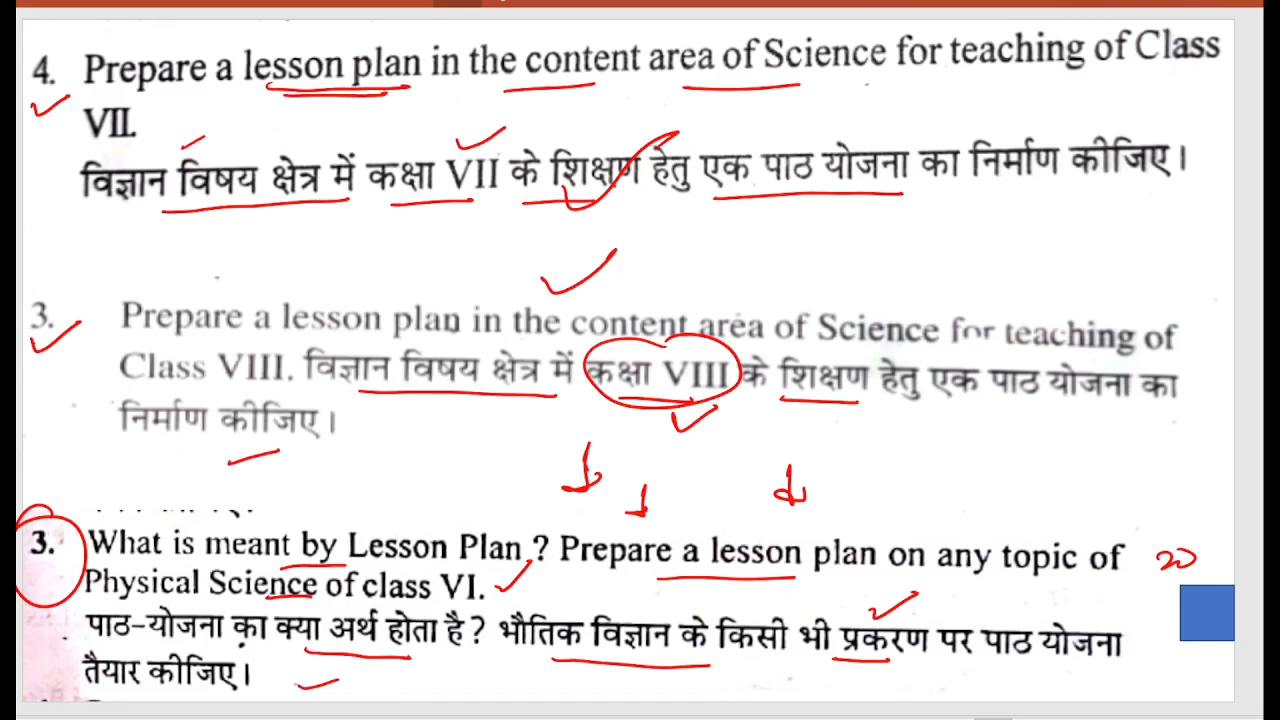 4. Prepare a lesson plan in the content area of Science for teaching of Class
VII.
विज्ञान विषय क्षेत्र में कक्षा VII के शिक्षण हेतु एक पाठ योजना का निर्माण कीजिए।
3. Prepare a lesson plan in the content area of Science for teaching of
Class VIII. विज्ञान विषय क्षेत्र में कक्षा VIII के शिक्षण हेतु एक पाठ योजना का
निर्माण कीजिए।
3. What is meant by Lesson Plan ? Prepare a lesson plan on any topic of 20
Physical Science of class VI.
पाठ-योजना का क्या अर्थ होता है? भौतिक विज्ञान के किसी भी प्रकरण पर पाठ योजना
तैयार कीजिए।